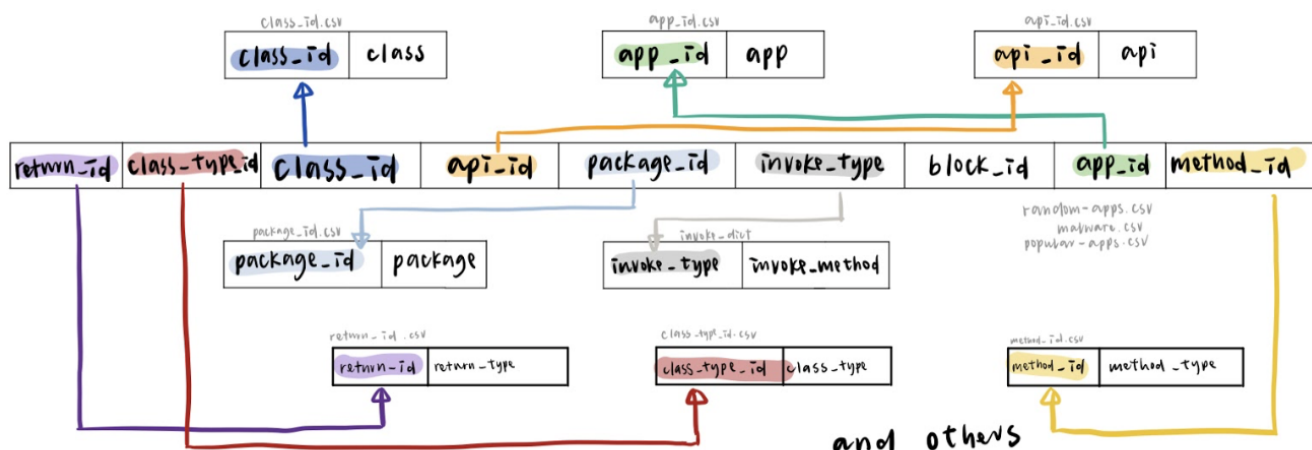 class_id.csv
class_id class
app_id.csv
app_id app
api_id.csv
api_id api
return_id class_type_id class_id api_id package_id invoke_type block_id app_id method_id
random-apps.csv
malware.csv
popular-apps.csv
package_id.csv
package_id package
invoke_dict
invoke_type invoke_method
return_id.csv
return_id return_type
class_type_id.csv
class_type_id class_type
method_id.csv
method_id method_type
and others